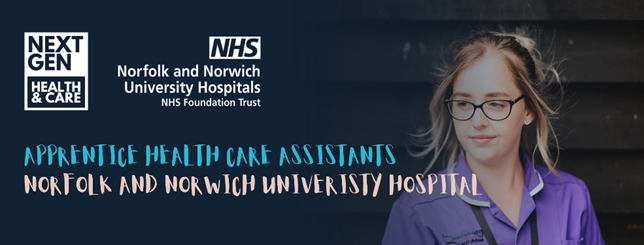 NEXT
GEN
HEALTH
& CARE
NHS
Norfolk and Norwich
University Hospitals
NHS Foundation Trust
APPRENTICE HEALTH CARE ASSISTANTS
NORFOLK AND NORWICH UNIVERISTY HOSPITAL